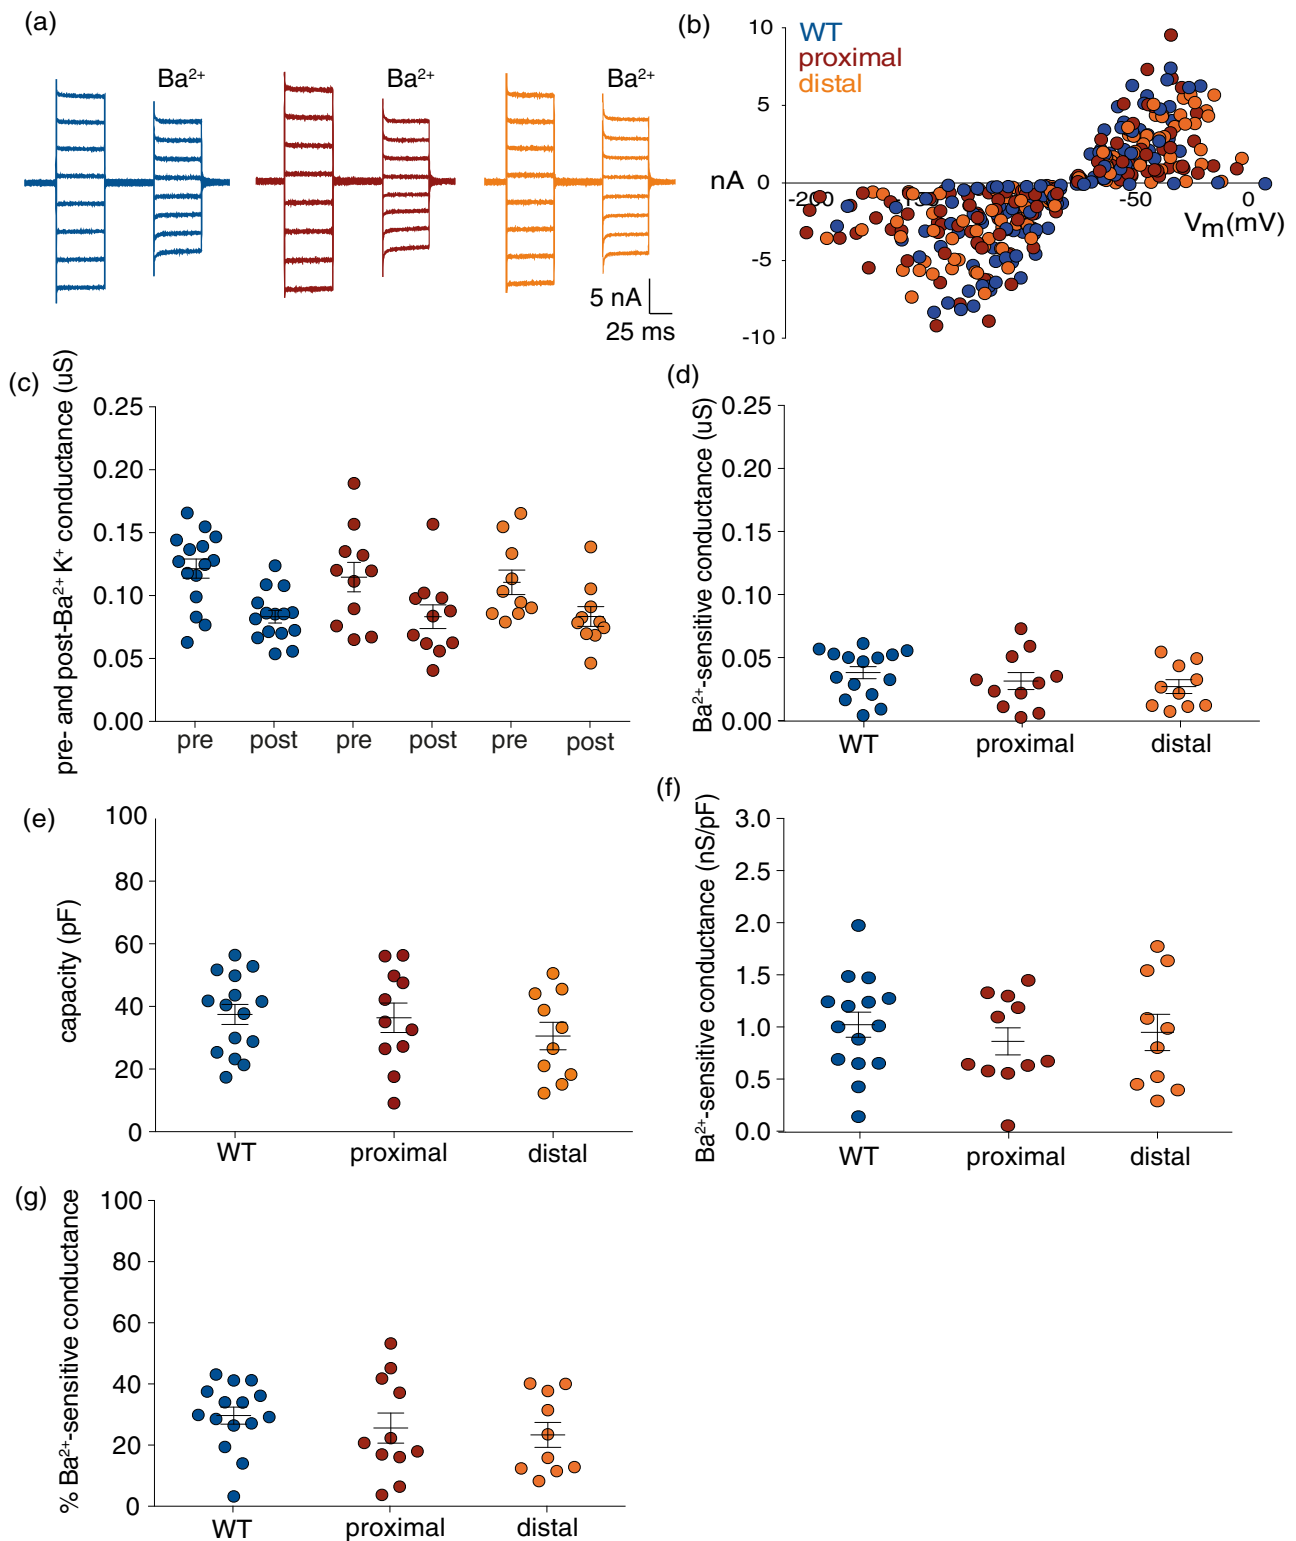 (a)
Ba²⁺
Ba²⁺
Ba²⁺
5 nA
25 ms
(b)
WT
proximal
distal
10
5
nA 0
-200
-50
0
Vm(mV)
-5
-10
(c)
pre- and post-Ba²⁺ K⁺ conductance (uS)
0.25
0.20
0.15
0.10
0.05
0.00
pre post pre post pre post
(d)
Ba²⁺-sensitive conductance (uS)
0.25
0.20
0.15
0.10
0.05
0.00
WT proximal distal
(e)
capacity (pF)
100
80
60
40
20
0
WT proximal distal
(f)
Ba²⁺-sensitive conductance (nS/pF)
3.0
2.5
2.0
1.5
1.0
0.5
0.0
WT proximal distal
(g)
% Ba²⁺-sensitive conductance
100
80
60
40
20
0
WT proximal distal